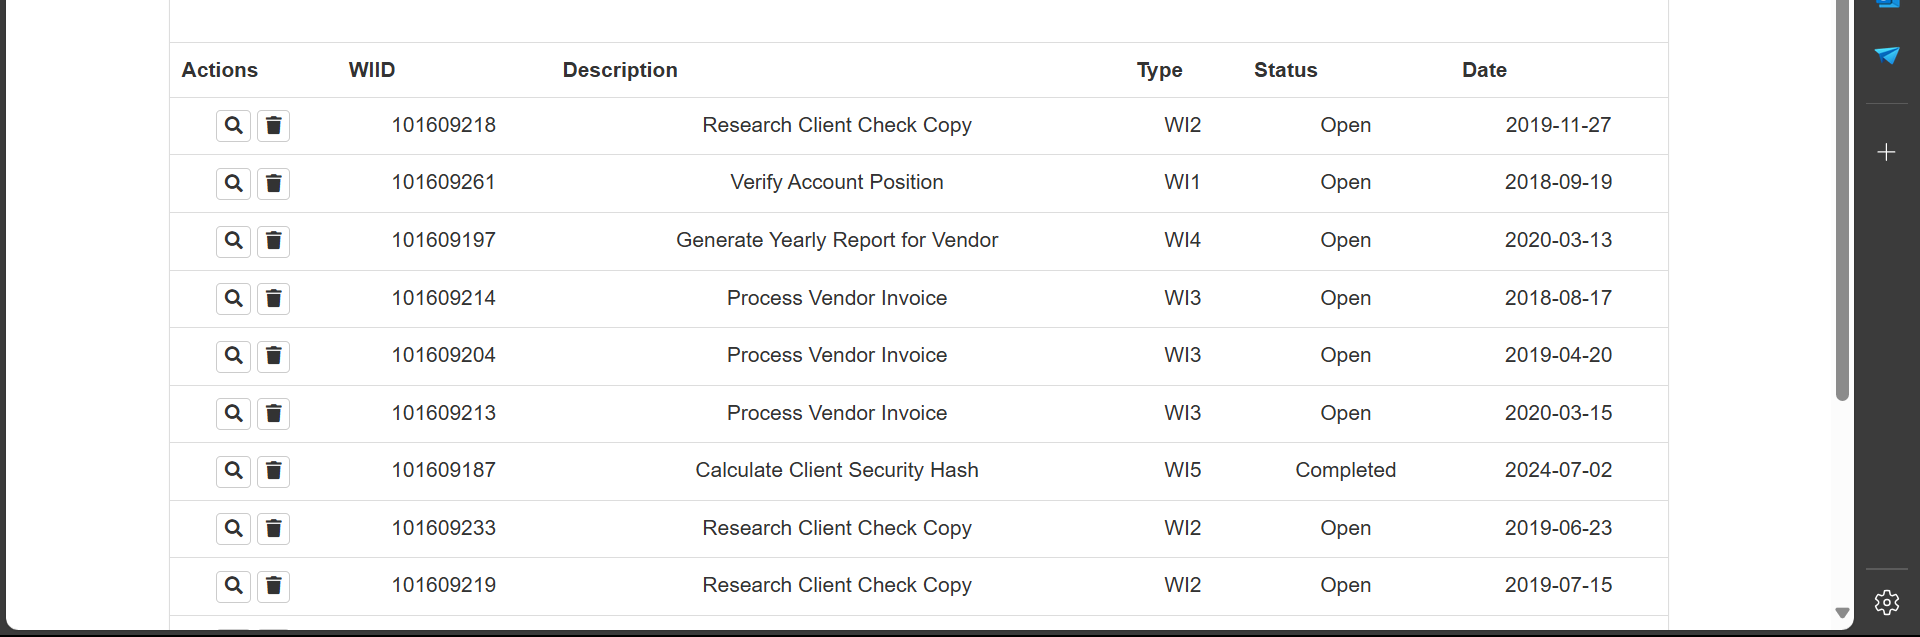 Actions WIID Description Type Status Date
101609218 Research Client Check Copy WI2 Open 2019-11-27
101609261 Verify Account Position WI1 Open 2018-09-19
101609197 Generate Yearly Report for Vendor WI4 Open 2020-03-13
101609214 Process Vendor Invoice WI3 Open 2018-08-17
101609204 Process Vendor Invoice WI3 Open 2019-04-20
101609213 Process Vendor Invoice WI3 Open 2020-03-15
101609187 Calculate Client Security Hash WI5 Completed 2024-07-02
101609233 Research Client Check Copy WI2 Open 2019-06-23
101609219 Research Client Check Copy WI2 Open 2019-07-15